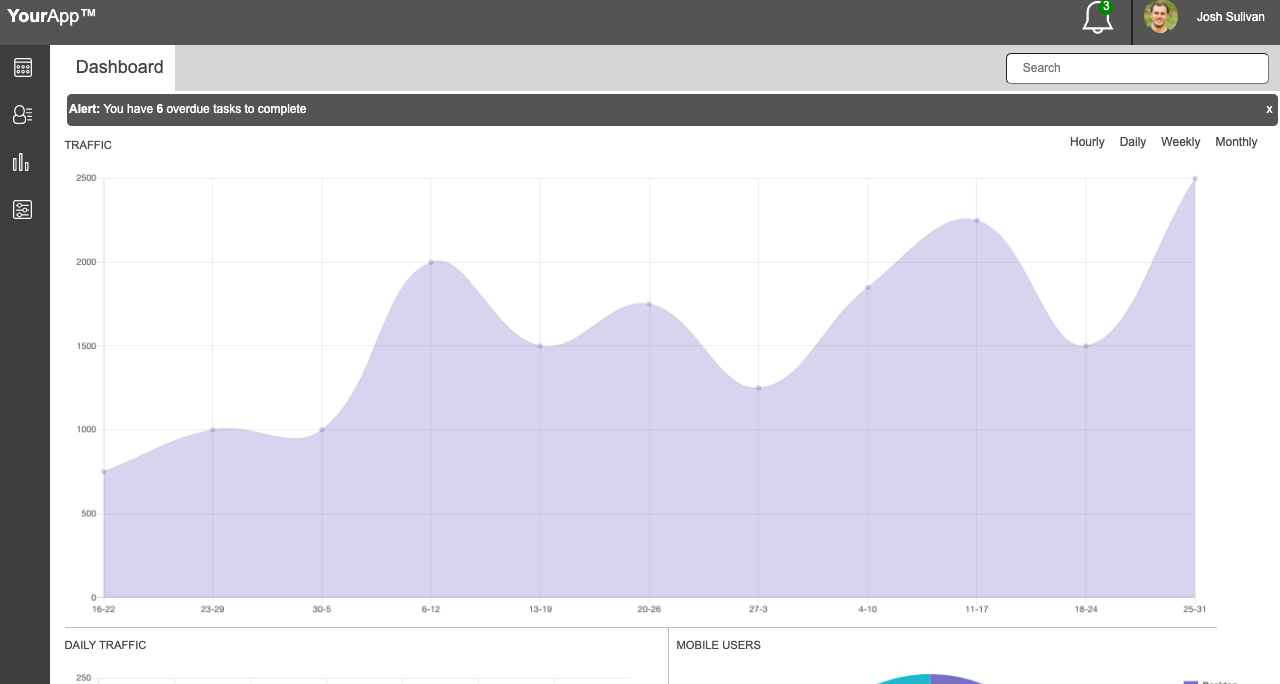 YourApp™
3
Josh Sulivan
Dashboard
Search
Alert: You have 6 overdue tasks to complete
x
TRAFFIC
Hourly Daily Weekly Monthly
2500
2000
1500
1000
500
0
16-22 23-29 30-5 6-12 13-19 20-26 27-3 4-10 11-17 18-24 25-31
DAILY TRAFFIC
MOBILE USERS
250